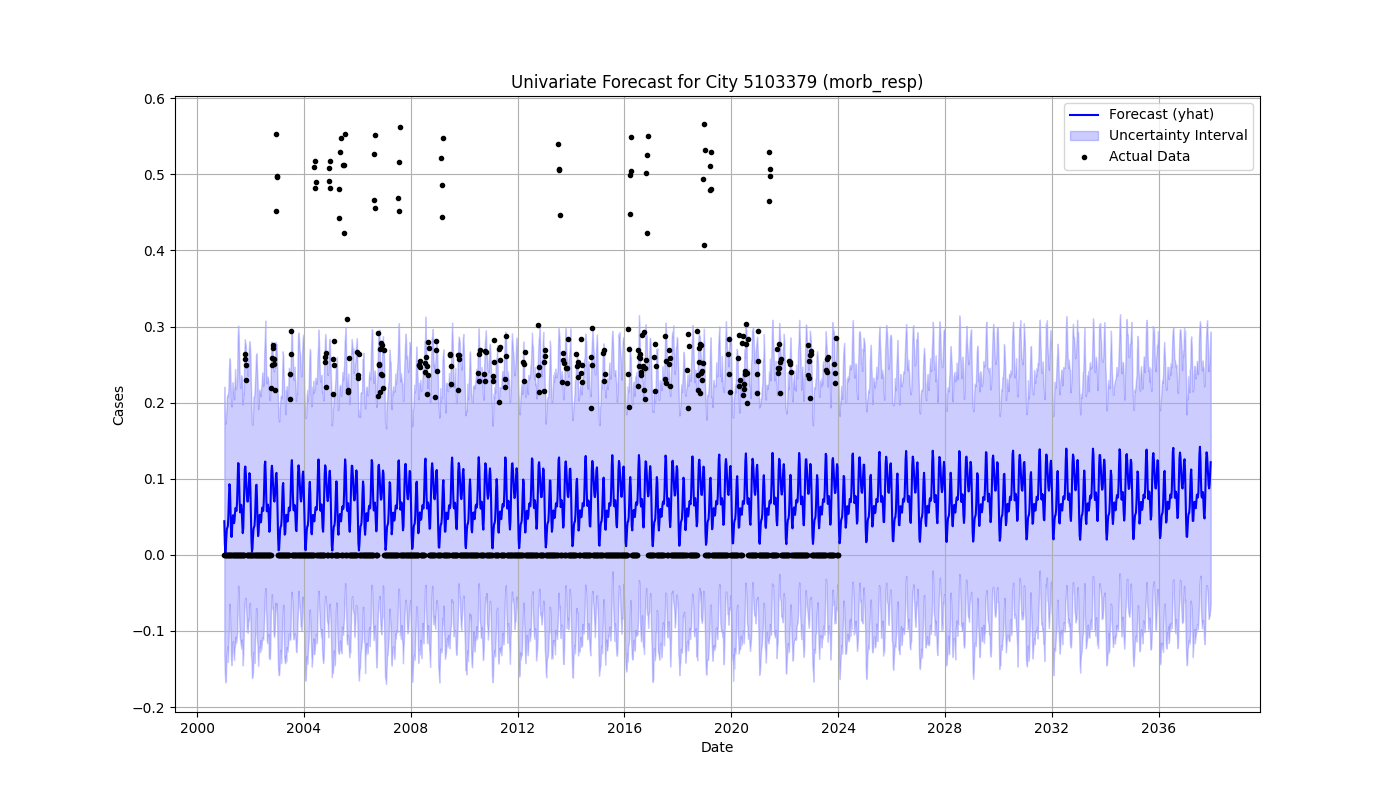 Univariate Forecast for City 5103379 (morb_resp)
Forecast (yhat)
Uncertainty Interval
Actual Data
Cases
0.6
0.5
0.4
0.3
0.2
0.1
0.0
−0.1
−0.2
2000 2004 2008 2012 2016 2020 2024 2028 2032 2036
Date